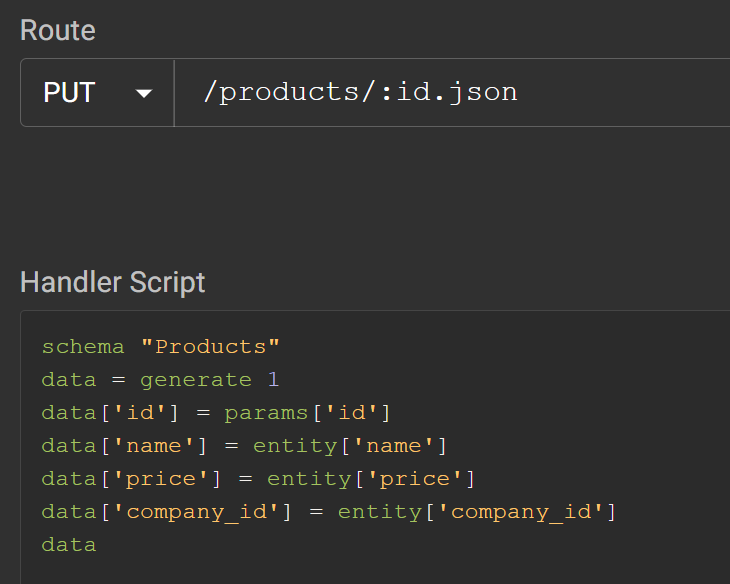 Route
PUT /products/:id.json
Handler Script
schema "Products"
data = generate 1
data['id'] = params['id']
data['name'] = entity['name']
data['price'] = entity['price']
data['company_id'] = entity['company_id']
data